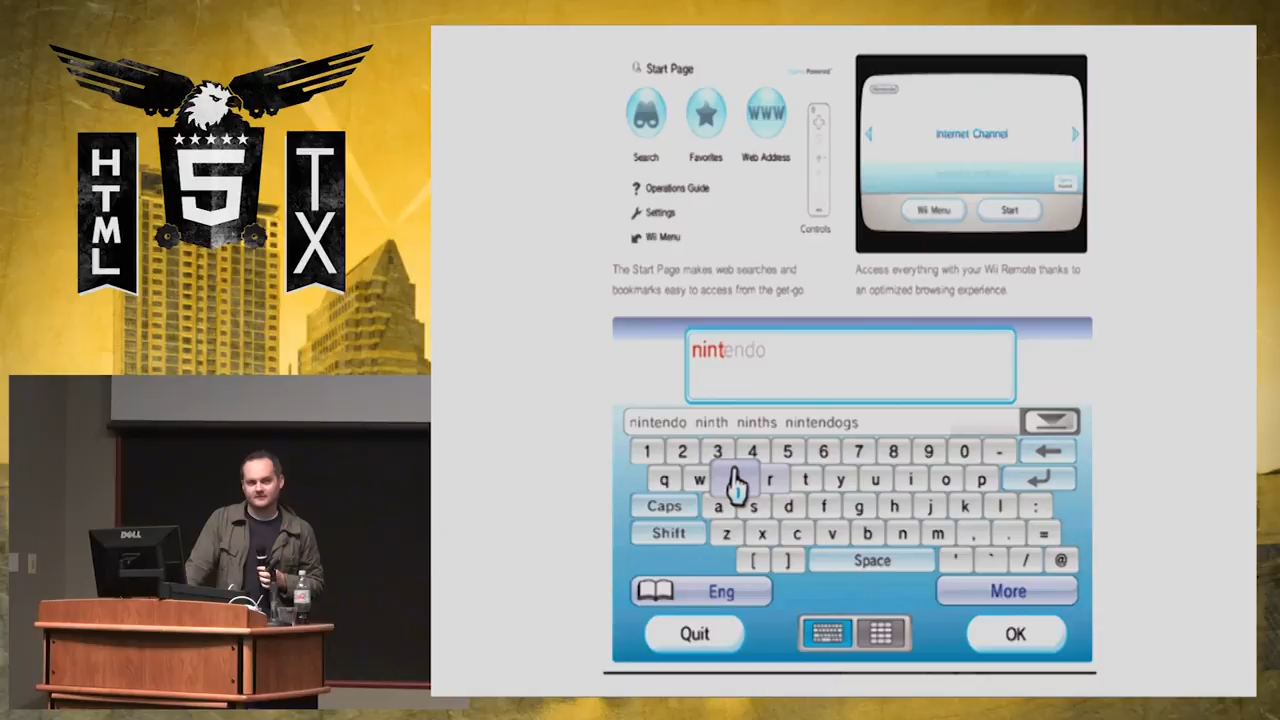 HTML
5
TX
DELL
Start Page
Powered
Search
Favorites
WWW
Web Address
Operations Guide
Settings
Wii Menu
Controls
The Start Page makes web searches and
bookmarks easy to access from the get-go.
Nintendo
Internet Channel
Wii Menu
Start
Access everything with your Wii Remote thanks to
an optimized browsing experience.
nintendo
nintendo ninth ninths nintendogs
1 2 3 4 5 6 7 8 9 0 -
q w r t y u i o p
Caps a s d f g h j k l :
Shift z x c v b n m , . =
[ ] Space ' ` / @
Eng
More
Quit
OK